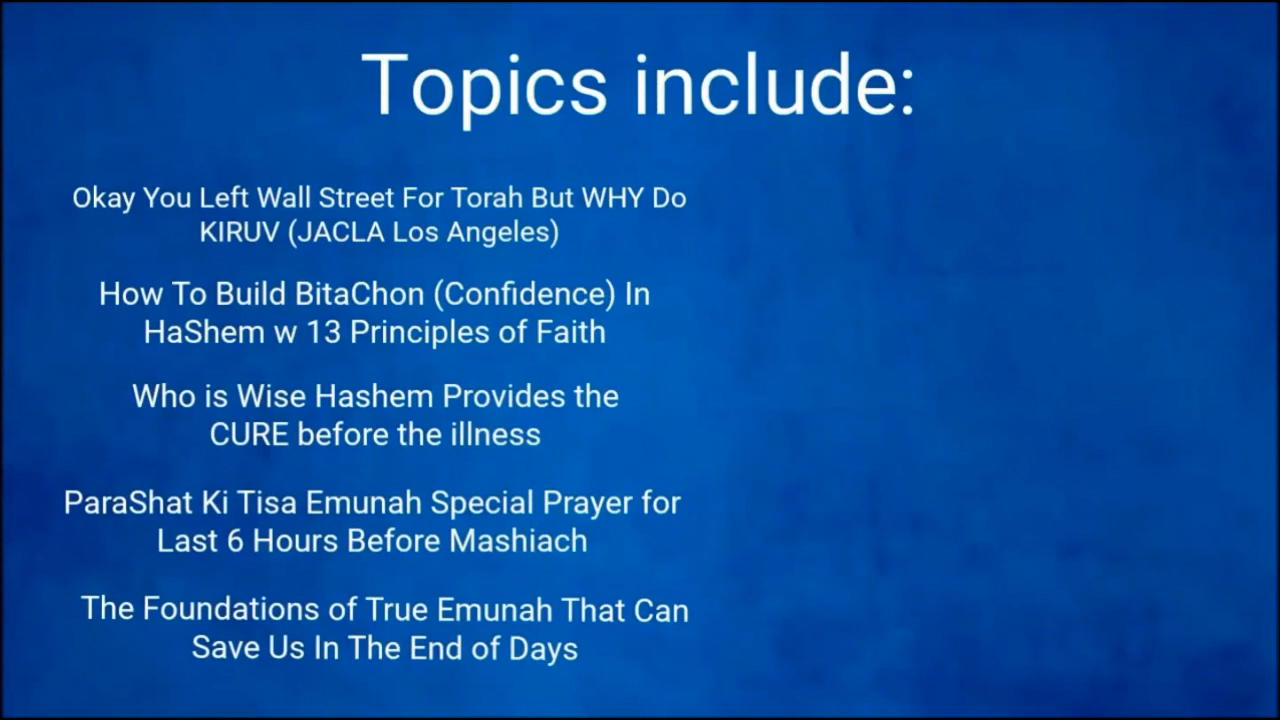 Topics include:
Okay You Left Wall Street For Torah But WHY Do
KIRUV (JACLA Los Angeles)
How To Build BitaChon (Confidence) In
HaShem w 13 Principles of Faith
Who is Wise Hashem Provides the
CURE before the illness
ParaShat Ki Tisa Emunah Special Prayer for
Last 6 Hours Before Mashiach
The Foundations of True Emunah That Can
Save Us In The End of Days